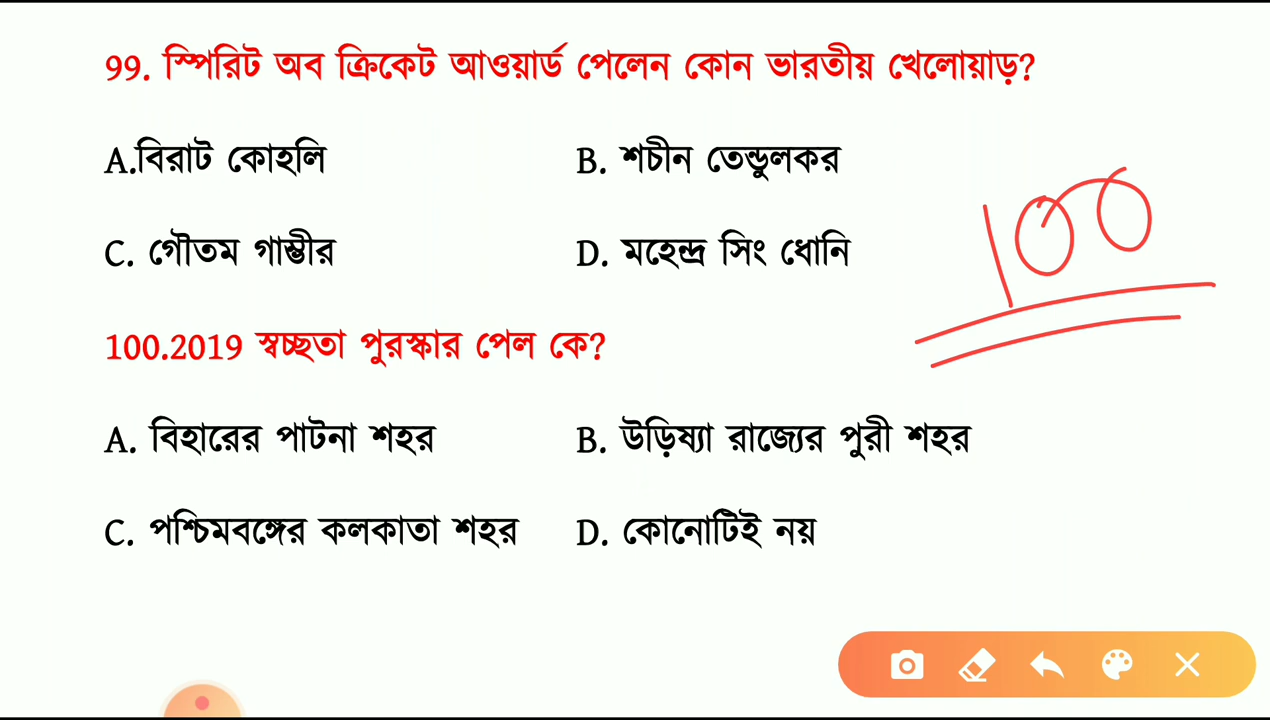 99. স্পিরিট অব ক্রিকেট আওয়ার্ড পেলেন কোন ভারতীয় খেলোয়াড়?
A.বিরাট কোহলি B. শচীন তেন্ডুলকর
C. গৌতম গাম্ভীর D. মহেন্দ্র সিং ধোনি
100
100.2019 স্বচ্ছতা পুরস্কার পেল কে?
A. বিহারের পাটনা শহর B. উড়িষ্যা রাজ্যের পুরী শহর
C. পশ্চিমবঙ্গের কলকাতা শহর D. কোনোটিই নয়